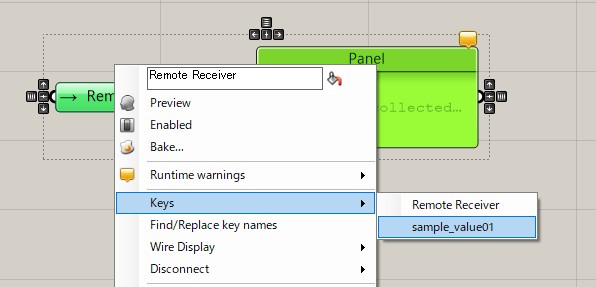 Panel
→ Rem
ollected...
Remote Receiver
Preview
Enabled
Bake...
Runtime warnings
Keys
Find/Replace key names
Wire Display
Disconnect
Remote Receiver
sample_value01